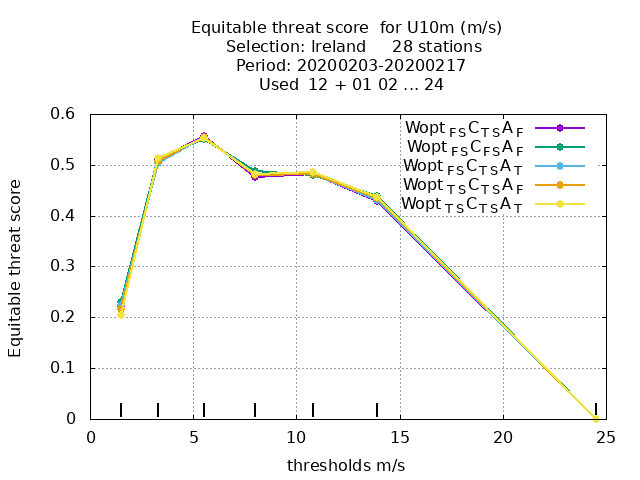 Equitable threat score  for U10m (m/s)
Selection: Ireland     28 stations
Period: 20200203-20200217
Used  12 + 01 02 ... 24
Wopt FS C TS A F
Wopt FS C FS A F
Wopt FS C TS A T
Wopt TS C TS A F
Wopt TS C TS A T
Equitable threat score
0.6
0.5
0.4
0.3
0.2
0.1
0
0 5 10 15 20 25
thresholds m/s